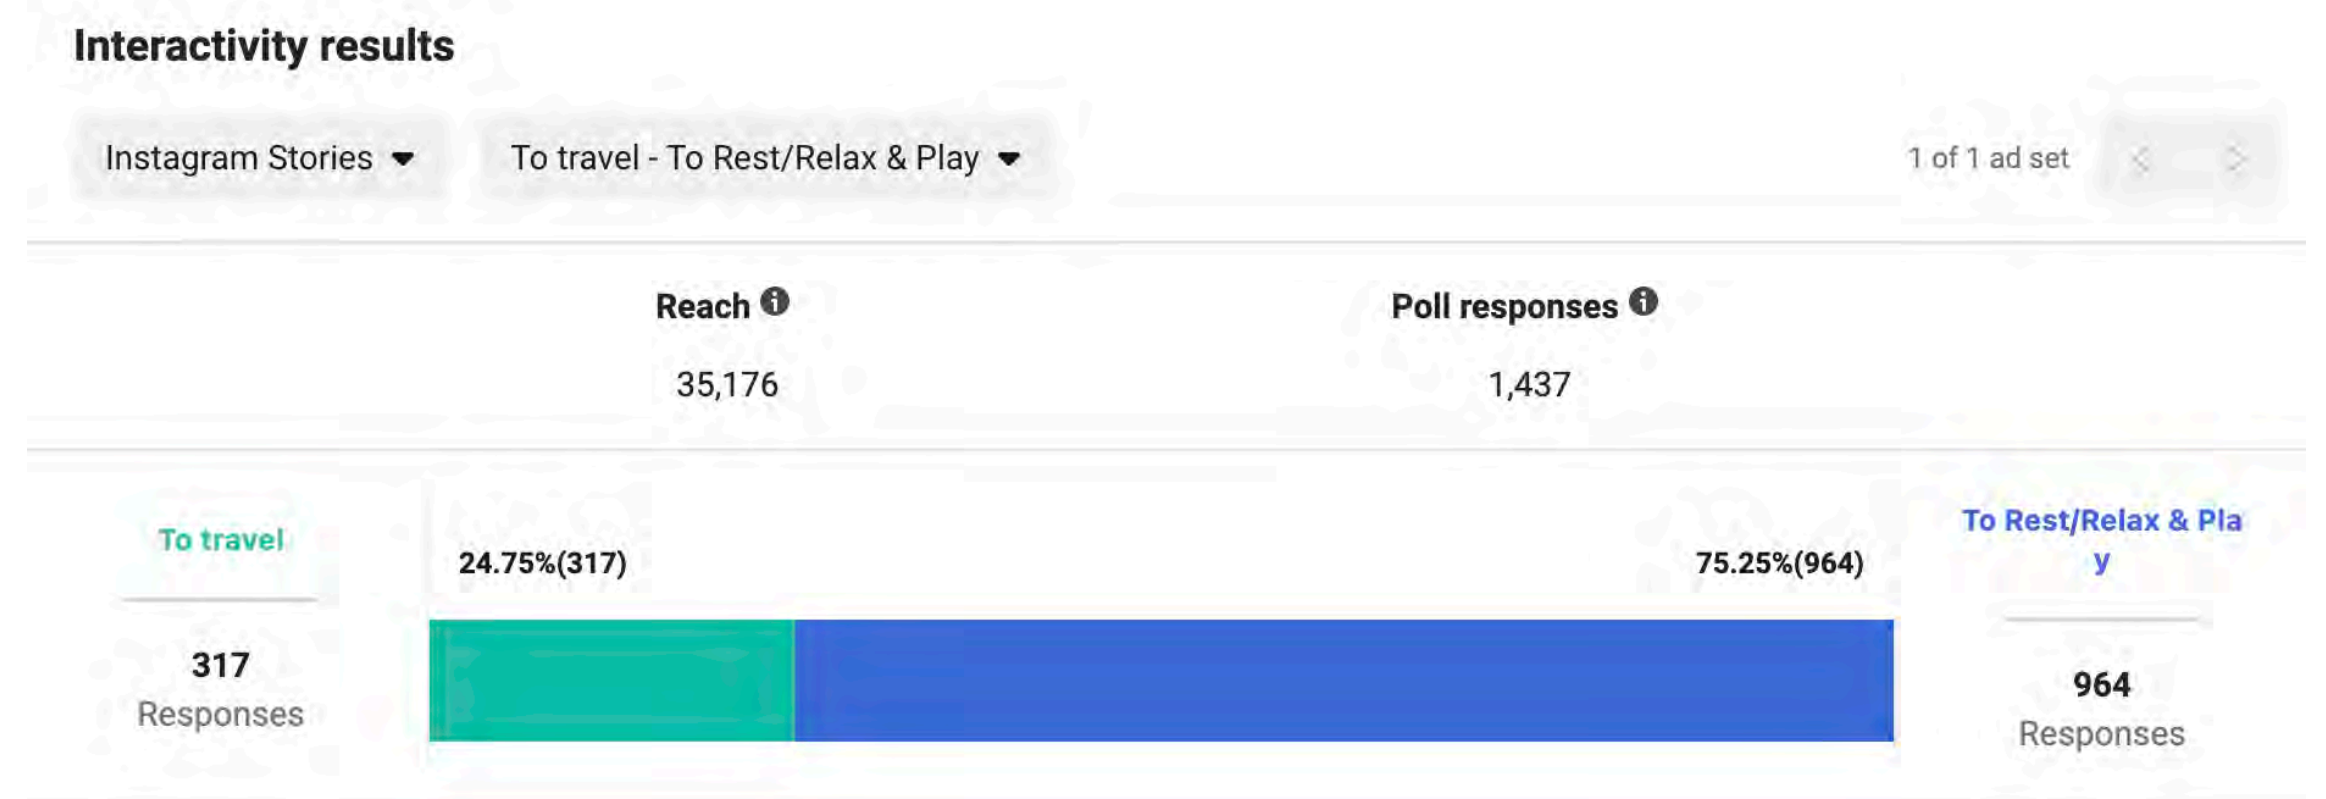 Interactivity results
Instagram Stories
To travel - To Rest/Relax & Play
1 of 1 ad set
Reach
Poll responses
35,176
1,437
To travel
24.75%(317)
75.25%(964)
To Rest/Relax & Pla
y
317
Responses
964
Responses